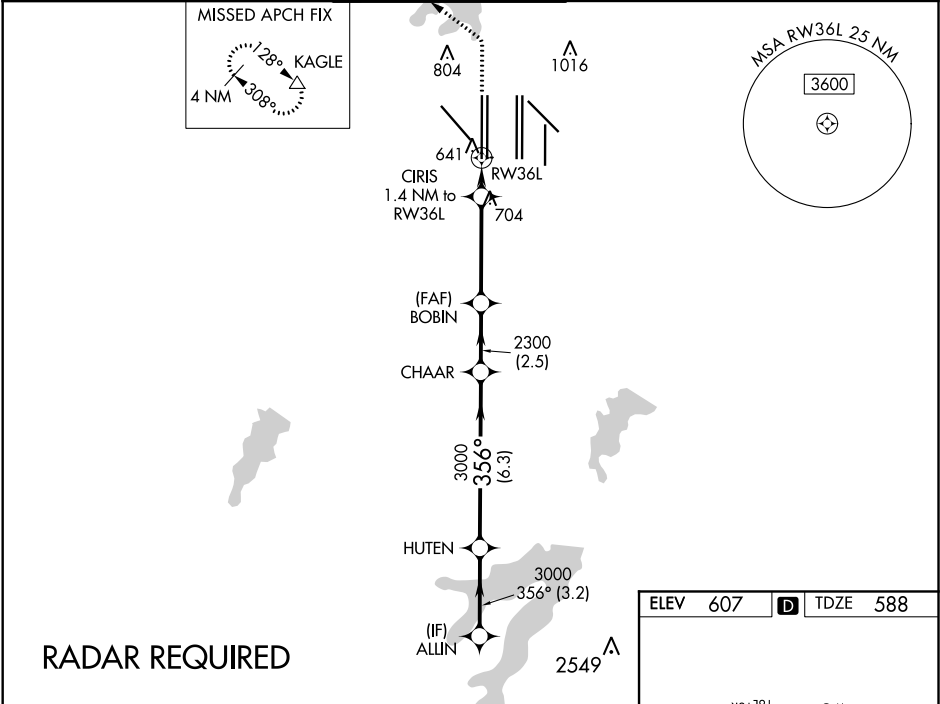 MISSED APCH FIX
128°
KAGLE
4 NM
308°
804
1016
MSA RW36L 25 NM
3600
641
RW36L
CIRIS
1.4 NM to
RW36L
704
(FAF)
BOBIN
2300
(2.5)
CHAAR
3000
356°
(6.3)
HUTEN
3000
356° (3.2)
(IF)
ALLIN
2549
RADAR REQUIRED
ELEV 607 D TDZE 588